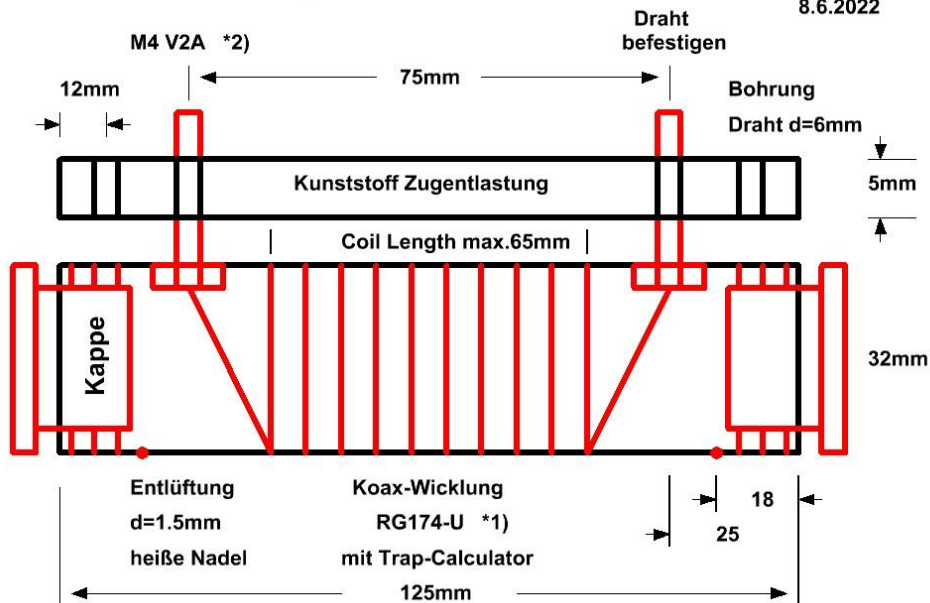 8.6.2022
M4 V2A *2)
Draht
befestigen
75mm
12mm
Bohrung
Draht d=6mm
Kunststoff Zugentlastung
5mm
Coil Length max.65mm
Kappe
32mm
Entlüftung
d=1.5mm
heiße Nadel
Koax-Wicklung
RG174-U *1)
mit Trap-Calculator
18
25
125mm